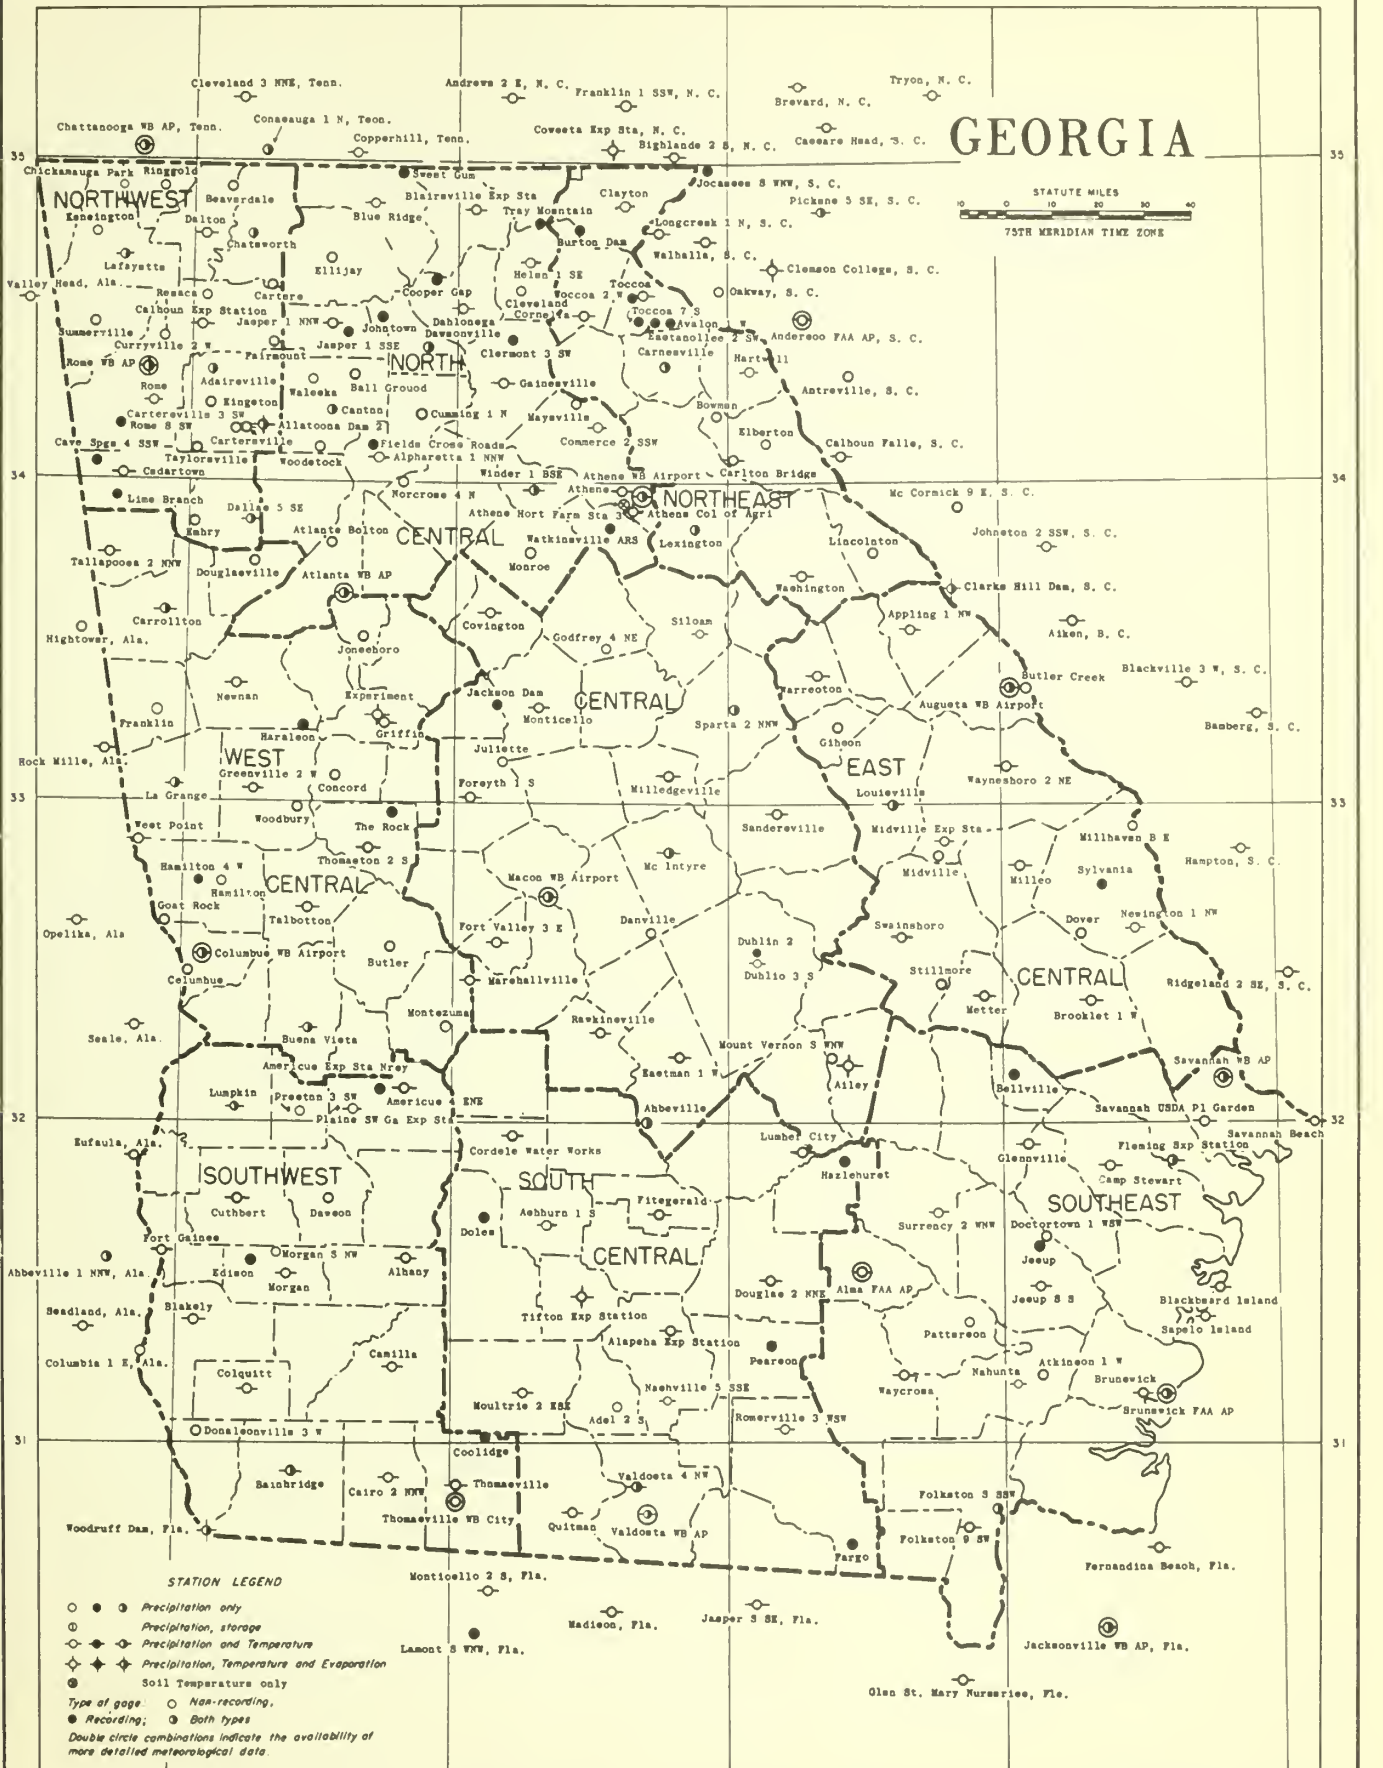 Cleveland 3 NNE, Tenn.
Andrews 2 E, N. C.
Franklin 1 SSW, N. C.
Tryon, N. C.
Brevard, N. C.
Chattanooga WB AP, Tenn.
Conasauga 1 N, Tenn.
Copperhill, Tenn.
Coweeta Exp Sta, N. C.
Highlands 2 S, N. C.
Caesars Head, S. C.
GEORGIA
35
35
Chickamauga Park
Ringgold
Sweet Gum
Jocassee 8 WNW, S. C.
STATUTE MILES
10 0 10 20 30 40
75TH MERIDIAN TIME ZONE
NORTHWEST
Beaverdale
Blairsville Exp Sta
Clayton
Pickens 5 SE, S. C.
Kensington
Dalton
Blue Ridge
Tray Mountain
Longcreek 1 N, S. C.
Chatsworth
Burton Dam
Walhalla, S. C.
Lafayette
Ellijay
Helen 1 SE
Clemson College, S. C.
Valley Head, Ala.
Resaca
Carters
Cooper Gap
Cleveland
Toccoa
Toccoa 2 W
Oakway, S. C.
Calhoun Exp Station
Jasper 1 NNW
Johntown
Dahlonega
Cornelia
Toccoa 7 S
Avalon 1 W
Summerville
Curryville 2 W
Jasper 1 SSE
Dawsonville
Clermont 3 SW
Eastanollee 2 SW
Anderson FAA AP, S. C.
Rome WB AP
Fairmount
NORTH
Carnesville
Hartwell
Rome
Adairsville
Waleska
Ball Ground
Gainesville
Antreville, S. C.
Kingston
Canton
Cumming 1 N
Maysville
Bowman
Cartersville 3 SW
Rome 8 SW
Allatoona Dam 2
Elberton
Cave Spgs 4 SSW
Cartersville
Fields Cross Roads
Commerce 2 SSW
Calhoun Falls, S. C.
Taylorsville
Woodstock
Alpharetta 1 NNW
34
34
Cedartown
Winder 1 SSE
Athens WB Airport
Carlton Bridge
Lime Branch
Norcross 4 N
Athens
NORTHEAST
Mc Cormick 9 E, S. C.
Dallas 5 SE
Athens Hort Farm Sta 3
Athens Col of Agri
Embry
Atlanta Bolton
CENTRAL
Watkinsville ARS
Lexington
Lincolnton
Johnston 2 SSW, S. C.
Tallapoosa 2 NNW
Douglasville
Atlanta WB AP
Monroe
Washington
Clarks Hill Dam, S. C.
Carrollton
Covington
Siloam
Appling 1 NW
Hightower, Ala.
Jonesboro
Godfrey 4 NE
Aiken, S. C.
Newnan
Experiment
Jackson Dam
CENTRAL
Warrenton
Butler Creek
Blackville 3 W, S. C.
Franklin
Haralson
Griffin
Monticello
Sparta 2 NNW
Augusta WB Airport
Bamberg, S. C.
Rock Mills, Ala.
WEST
Juliette
Gibson
EAST
Greenville 2 W
Concord
Forsyth 1 S
Milledgeville
Waynesboro 2 NE
La Grange
Louisville
33
33
Woodbury
The Rock
Sandersville
Midville Exp Sta
Millhaven 8 E
West Point
Thomaston 2 S
Mc Intyre
Midville
Millen
Sylvania
Hampton, S. C.
Hamilton 4 W
Hamilton
CENTRAL
Macon WB Airport
Goat Rock
Talbotton
Danville
Swainsboro
Dover
Newington 1 NW
Opelika, Ala
Columbus WB Airport
Butler
Fort Valley 3 E
Dublin 2
Dublin 3 S
Columbus
Marshallville
Stillmore
CENTRAL
Ridgeland 2 SE, S. C.
Montezuma
Hawkinsville
Metter
Brooklet 1 W
Seale, Ala.
Buena Vista
Mount Vernon 3 WNW
Americus Exp Sta Nrsy
Eastman 1 W
Ailey
Bellville
Savannah WB AP
Lumpkin
Preston 3 SW
Americus 4 ENE
Abbeville
Savannah USDA Pl Garden
32
32
Plains SW Ga Exp Sta
Lumber City
Savannah Beach
Eufaula, Ala.
Cordele Water Works
Glennville
Fleming Exp Station
SOUTHWEST
SOUTH
Hazlehurst
Camp Stewart
Cuthbert
Dawson
Ashburn 1 S
Fitzgerald
SOUTHEAST
Doles
Surrency 2 WNW
Doctortown 1 WSW
Fort Gaines
Morgan 5 NW
CENTRAL
Jesup
Abbeville 1 NNW, Ala.
Edison
Morgan
Albany
Douglas 2 NNE
Alma FAA AP
Jesup 8 S
Blackbeard Island
Headland, Ala.
Blakely
Tifton Exp Station
Patterson
Sapelo Island
Alapaha Exp Station
Columbia 1 E, Ala.
Camilla
Pearson
Colquitt
Waycross
Nahunta
Atkinson 1 W
Brunswick
Moultrie 2 ESE
Nashville 5 SSE
Adel 2 S
Homerville 3 WSW
Brunswick FAA AP
31
31
Donalsonville 3 W
Coolidge
Bainbridge
Cairo 2 NNW
Thomasville
Valdosta 4 NW
Folkston 3 SSW
Woodruff Dam, Fla.
Thomasville WB City
Quitman
Valdosta WB AP
Fargo
Folkston 9 SW
Fernandina Beach, Fla.
Monticello 2 S, Fla.
Madison, Fla.
Jasper 3 SE, Fla.
Lamont 5 WNW, Fla.
Jacksonville WB AP, Fla.
Glen St. Mary Nurseries, Fla.
STATION LEGEND
Precipitation only
Precipitation, storage
Precipitation and Temperature
Precipitation, Temperature and Evaporation
Soil Temperature only
Type of gage: Non-recording,
Recording; Both types
Double circle combinations indicate the availability of
more detailed meteorological data.